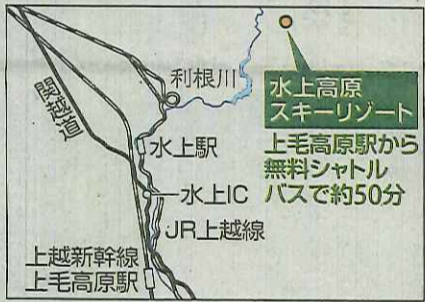 利根川
関越道
水上高原
スキーリゾート
上毛高原駅から
無料シャトル
バスで約50分
水上駅
水上IC
JR上越線
上越新幹線
上毛高原駅